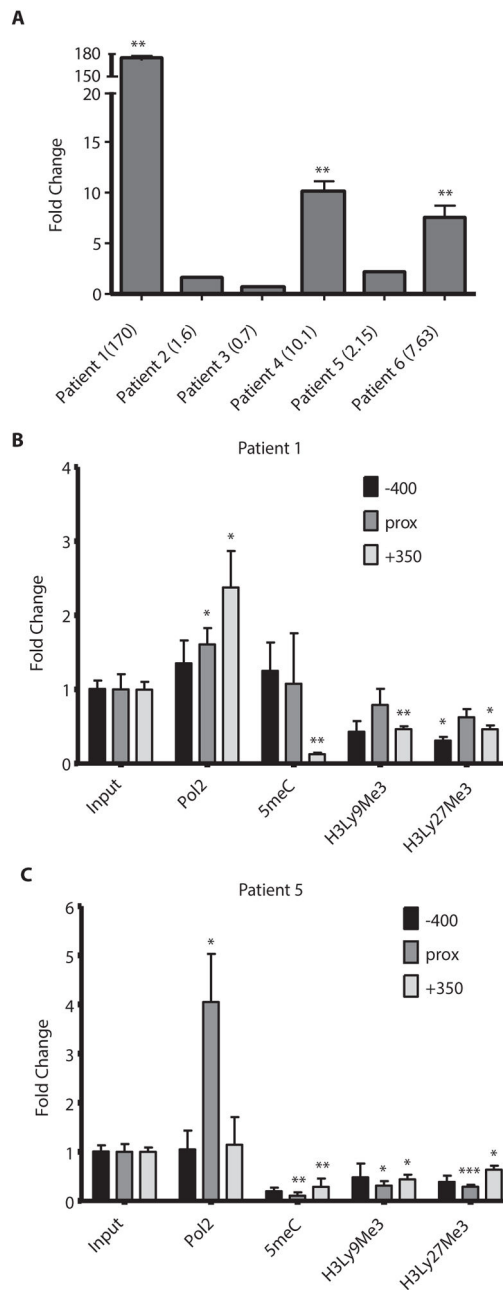 A
**
180
150
20
15
10
5
0
Fold Change
**
**
Patient 1(170)
Patient 2 (1.6)
Patient 3 (0.7)
Patient 4 (10.1)
Patient 5 (2.15)
Patient 6 (7.63)
B
Patient 1
4
3
2
1
0
Fold Change
-400
prox
+350
*
*
**
**
*
*
Input
Pol2
5meC
H3Ly9Me3
H3Ly27Me3
C
Patient 5
6
5
4
3
2
1
0
Fold Change
-400
prox
+350
*
**
**
*
*
***
*
Input
Pol2
5meC
H3Ly9Me3
H3Ly27Me3